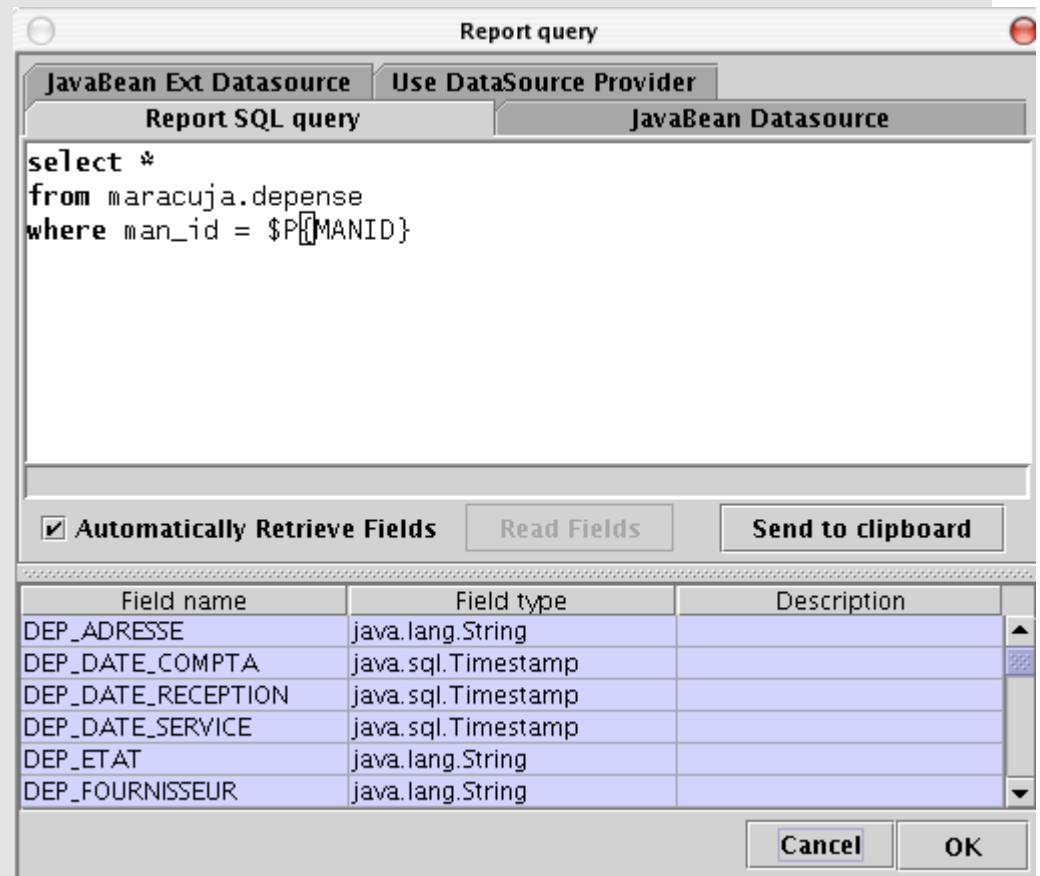 Report query
JavaBean Ext Datasource Use DataSource Provider
Report SQL query JavaBean Datasource
select *
from maracuja.depense
where man_id = $P{MANID}
Automatically Retrieve Fields Read Fields Send to clipboard
Field name Field type Description
DEP_ADRESSE java.lang.String
DEP_DATE_COMPTA java.sql.Timestamp
DEP_DATE_RECEPTION java.sql.Timestamp
DEP_DATE_SERVICE java.sql.Timestamp
DEP_ETAT java.lang.String
DEP_FOURNISSEUR java.lang.String
Cancel OK